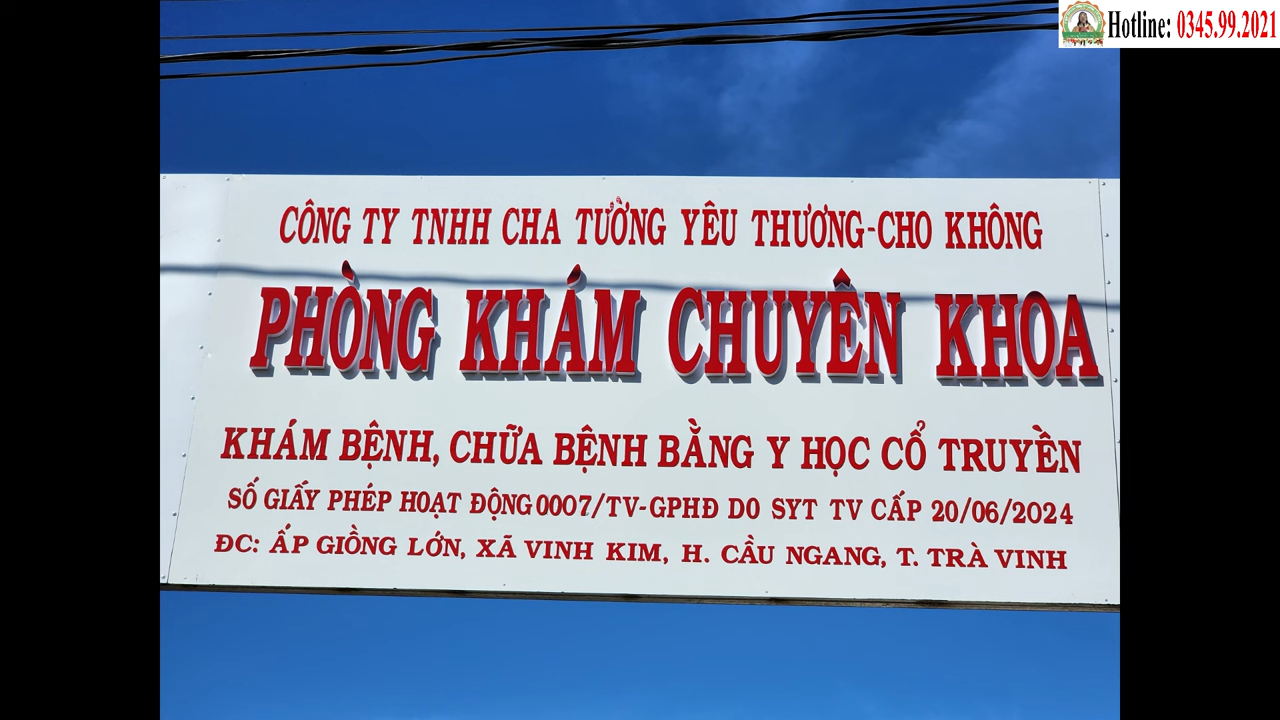 Hotline: 0345.99.2021
CÔNG TY TNHH CHA TƯỞNG YÊU THƯƠNG-CHO KHÔNG
PHÒNG KHÁM CHUYÊN KHOA
KHÁM BỆNH, CHỮA BỆNH BẰNG Y HỌC CỔ TRUYỀN
SỐ GIẤY PHÉP HOẠT ĐỘNG 0007/TV-GPHĐ DO SYT TV CẤP 20/06/2024
ĐC: ẤP GIỒNG LỚN, XÃ VINH KIM, H. CẦU NGANG, T. TRÀ VINH